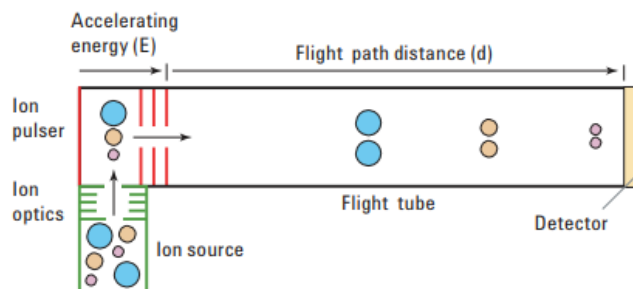 Accelerating
energy (E)
Flight path distance (d)
Ion
pulser
Ion
optics
Flight tube
Detector
Ion source